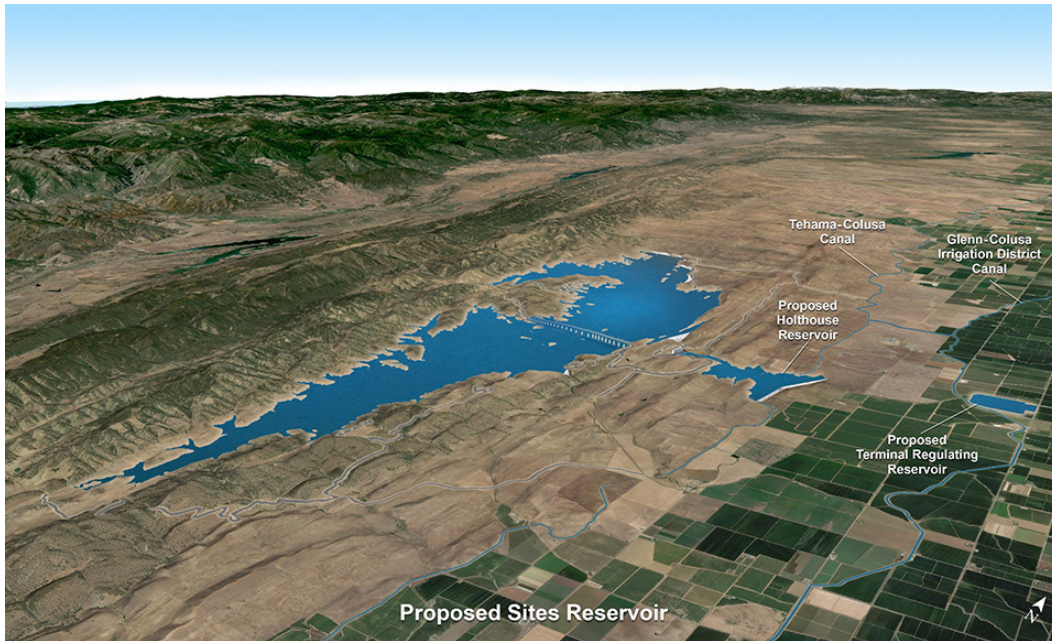 Tehama-Colusa
Canal
Glenn-Colusa
Irrigation District
Canal
Proposed
Holthouse
Reservoir
Proposed
Terminal Regulating
Reservoir
Proposed Sites Reservoir
N